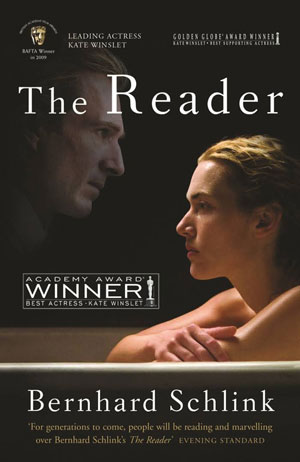 BAFTA Winner
of 2009
LEADING ACTRESS
KATE WINSLET
GOLDEN GLOBE® AWARD WINNER
KATE WINSLET • BEST SUPPORTING ACTRESS
The Reader
ACADEMY AWARD®
WINNER
BEST ACTRESS - KATE WINSLET
Bernhard Schlink
‘For generations to come, people will be reading and marvelling
over Bernhard Schlink’s The Reader’ EVENING STANDARD